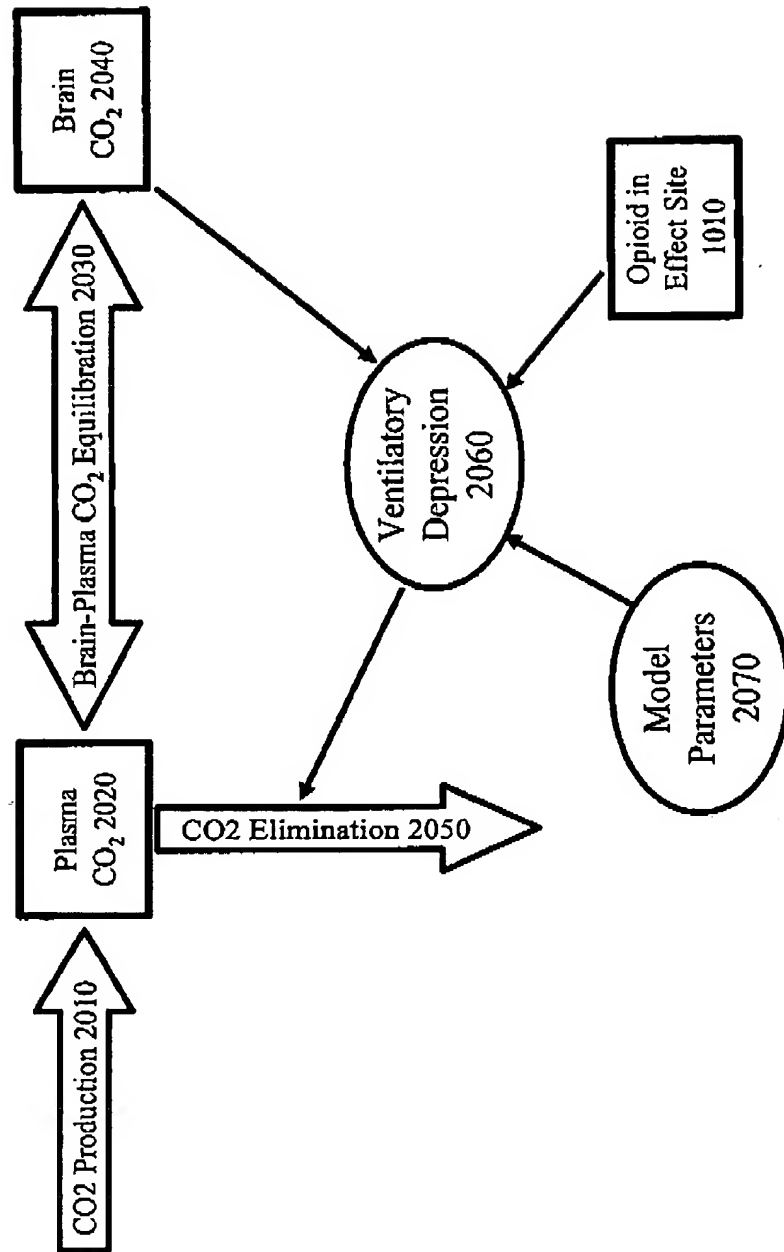 CO2 Production 2010
Plasma
CO₂ 2020
Brain-Plasma CO₂ Equilibration 2030
Brain
CO₂ 2040
CO2 Elimination 2050
Ventilatory
Depression
2060
Model
Parameters
2070
Opioid in
Effect Site
1010